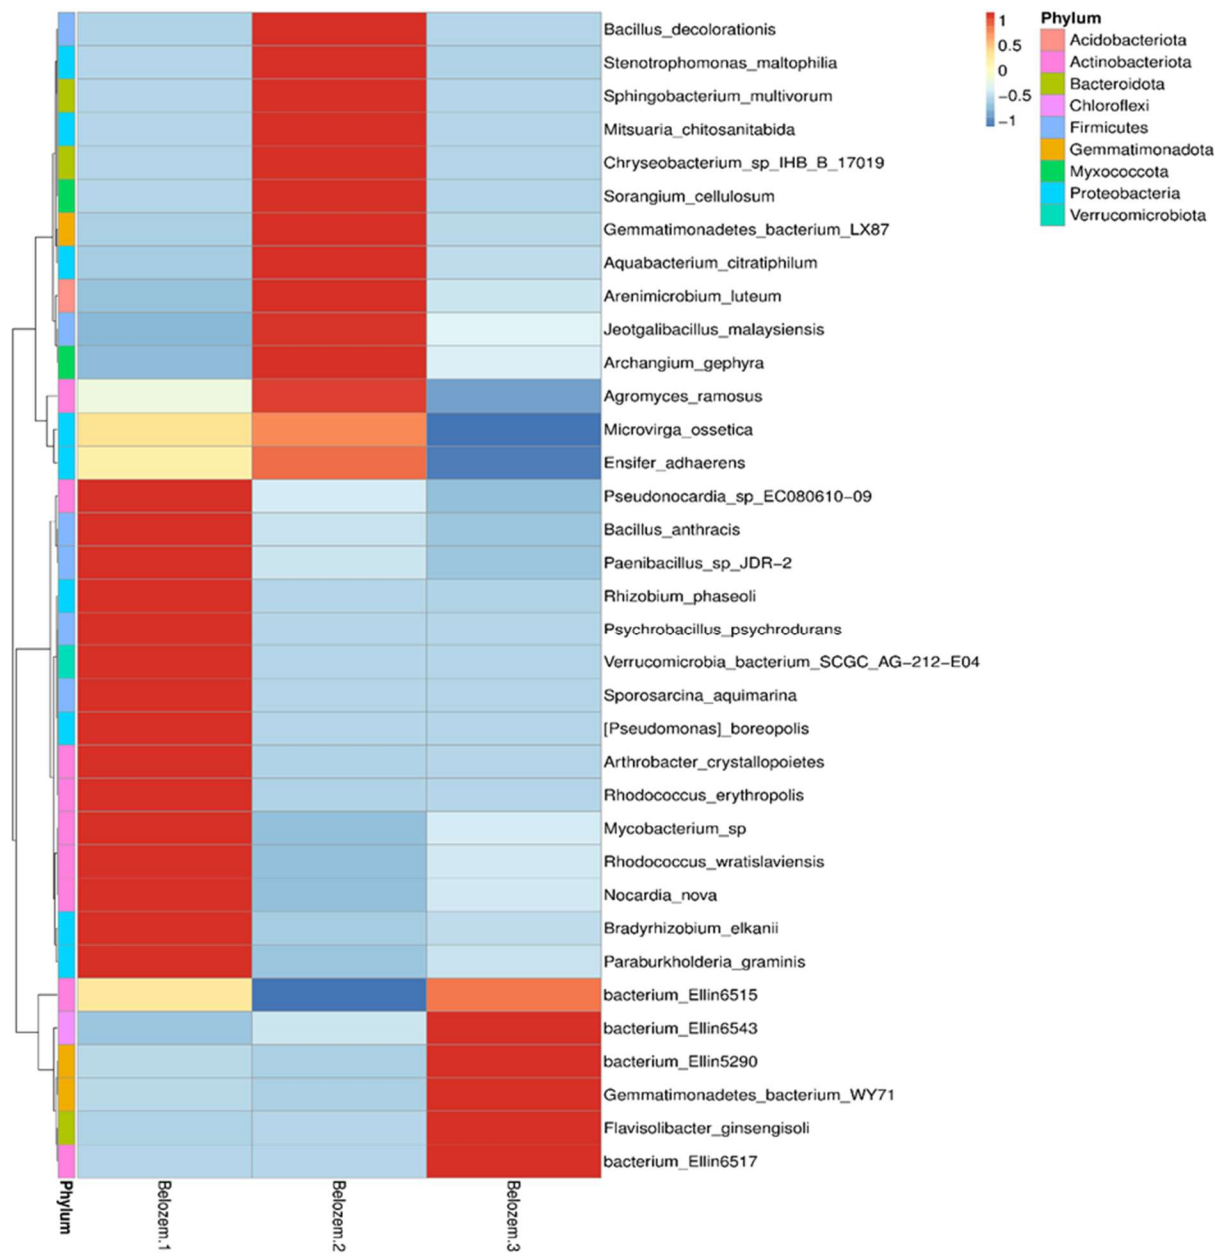 Bacillus_decolorationis
Stenotrophomonas_maltophilia
Sphingobacterium_multivorum
Mitsuaria_chitosanitabida
Chryseobacterium_sp_IHB_B_17019
Sorangium_cellulosum
Gemmatimonadetes_bacterium_LX87
Aquabacterium_citratiphilum
Arenimicrobium_luteum
Jeotgalibacillus_malaysiensis
Archangium_gephyra
Agromyces_ramosus
Microvirga_ossetica
Ensifer_adhaerens
Pseudonocardia_sp_EC080610−09
Bacillus_anthracis
Paenibacillus_sp_JDR−2
Rhizobium_phaseoli
Psychrobacillus_psychrodurans
Verrucomicrobia_bacterium_SCGC_AG−212−E04
Sporosarcina_aquimarina
[Pseudomonas]_boreopolis
Arthrobacter_crystallopoietes
Rhodococcus_erythropolis
Mycobacterium_sp
Rhodococcus_wratislaviensis
Nocardia_nova
Bradyrhizobium_elkanii
Paraburkholderia_graminis
bacterium_Ellin6515
bacterium_Ellin6543
bacterium_Ellin5290
Gemmatimonadetes_bacterium_WY71
Flavisolibacter_ginsengisoli
bacterium_Ellin6517
Phylum
Belozem.1
Belozem.2
Belozem.3
1
0.5
0
−0.5
−1
Phylum
Acidobacteriota
Actinobacteriota
Bacteroidota
Chloroflexi
Firmicutes
Gemmatimonadota
Myxococcota
Proteobacteria
Verrucomicrobiota